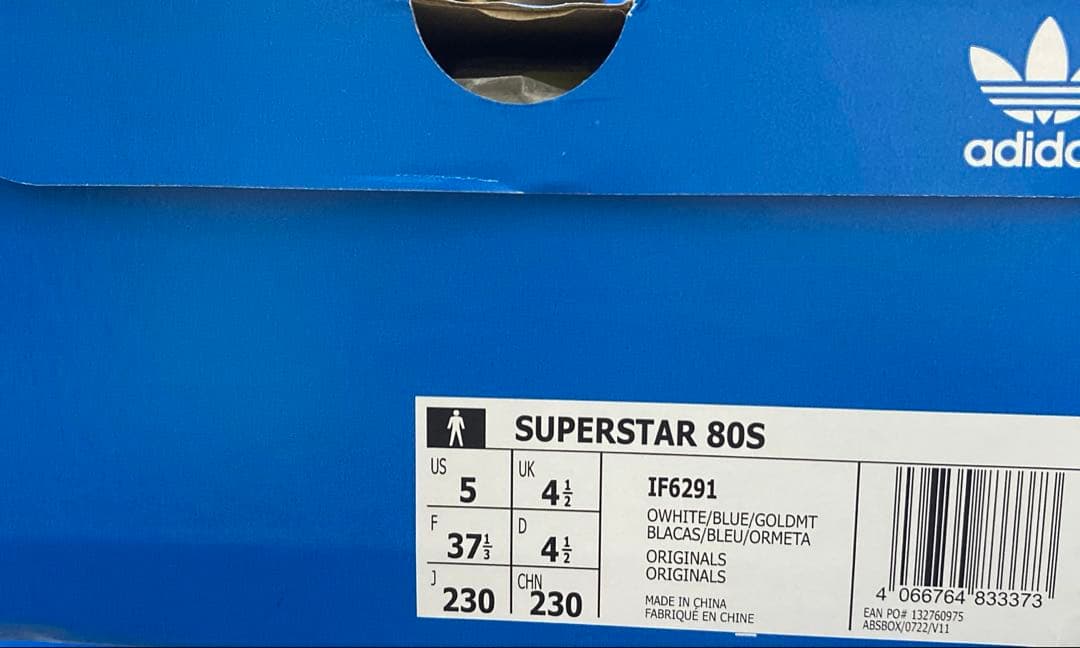 adida
SUPERSTAR 80S
US 5
UK 4½
F 37⅓
D 4½
J 230
CHN 230
IF6291
OWHITE/BLUE/GOLDMT
BLACAS/BLEU/ORMETA
ORIGINALS
ORIGINALS
MADE IN CHINA
FABRIQUÉ EN CHINE
4 066764 833373
EAN PO# 132760975
ABSBOX/0722/V11